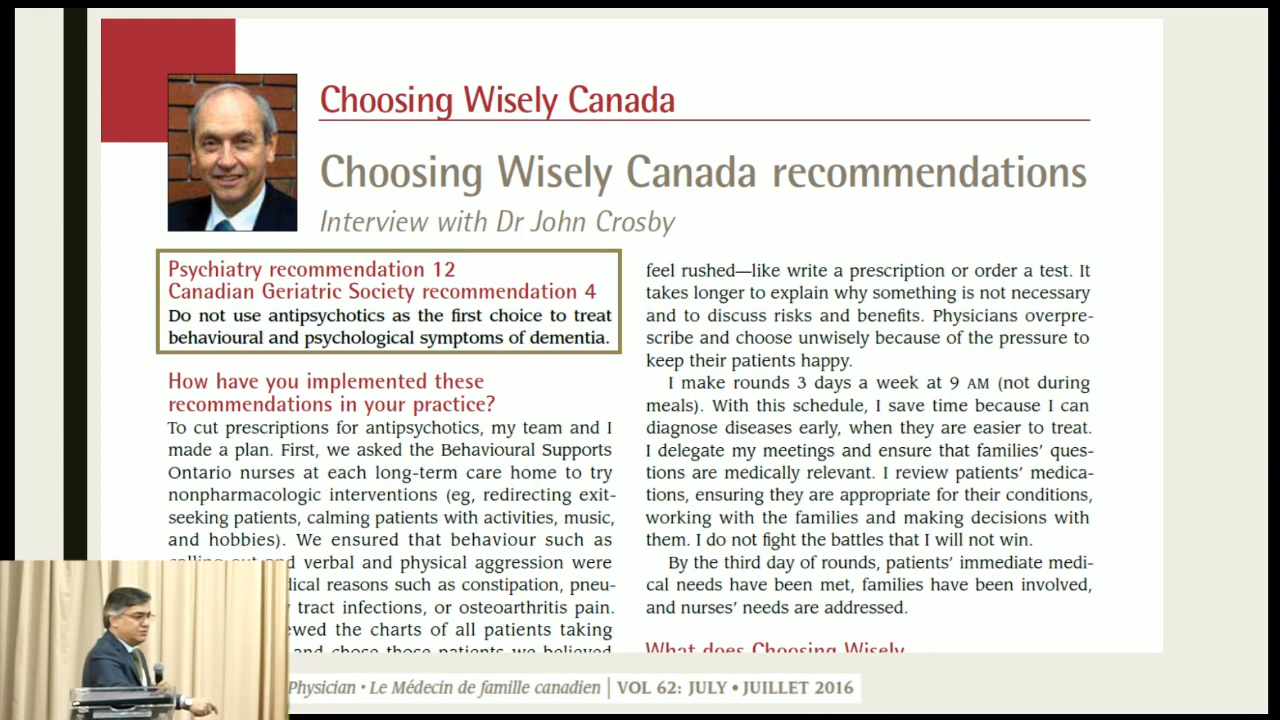 Choosing Wisely Canada
Choosing Wisely Canada recommendations
Interview with Dr John Crosby
Psychiatry recommendation 12
Canadian Geriatric Society recommendation 4
Do not use antipsychotics as the first choice to treat
behavioural and psychological symptoms of dementia.
How have you implemented these
recommendations in your practice?
To cut prescriptions for antipsychotics, my team and I
made a plan. First, we asked the Behavioural Supports
Ontario nurses at each long-term care home to try
nonpharmacologic interventions (eg, redirecting exit-
seeking patients, calming patients with activities, music,
and hobbies). We ensured that behaviour such as
verbal and physical aggression were
reasons such as constipation, pneu-
tract infections, or osteoarthritis pain.
the charts of all patients taking
and chose those patients we believed
feel rushed—like write a prescription or order a test. It
takes longer to explain why something is not necessary
and to discuss risks and benefits. Physicians overpre-
scribe and choose unwisely because of the pressure to
keep their patients happy.
I make rounds 3 days a week at 9 AM (not during
meals). With this schedule, I save time because I can
diagnose diseases early, when they are easier to treat.
I delegate my meetings and ensure that families' ques-
tions are medically relevant. I review patients' medica-
tions, ensuring they are appropriate for their conditions,
working with the families and making decisions with
them. I do not fight the battles that I will not win.
By the third day of rounds, patients' immediate medi-
cal needs have been met, families have been involved,
and nurses' needs are addressed.
What does Choosing Wisely
Physician • Le Médecin de famille canadien | VOL 62: JULY • JUILLET 2016